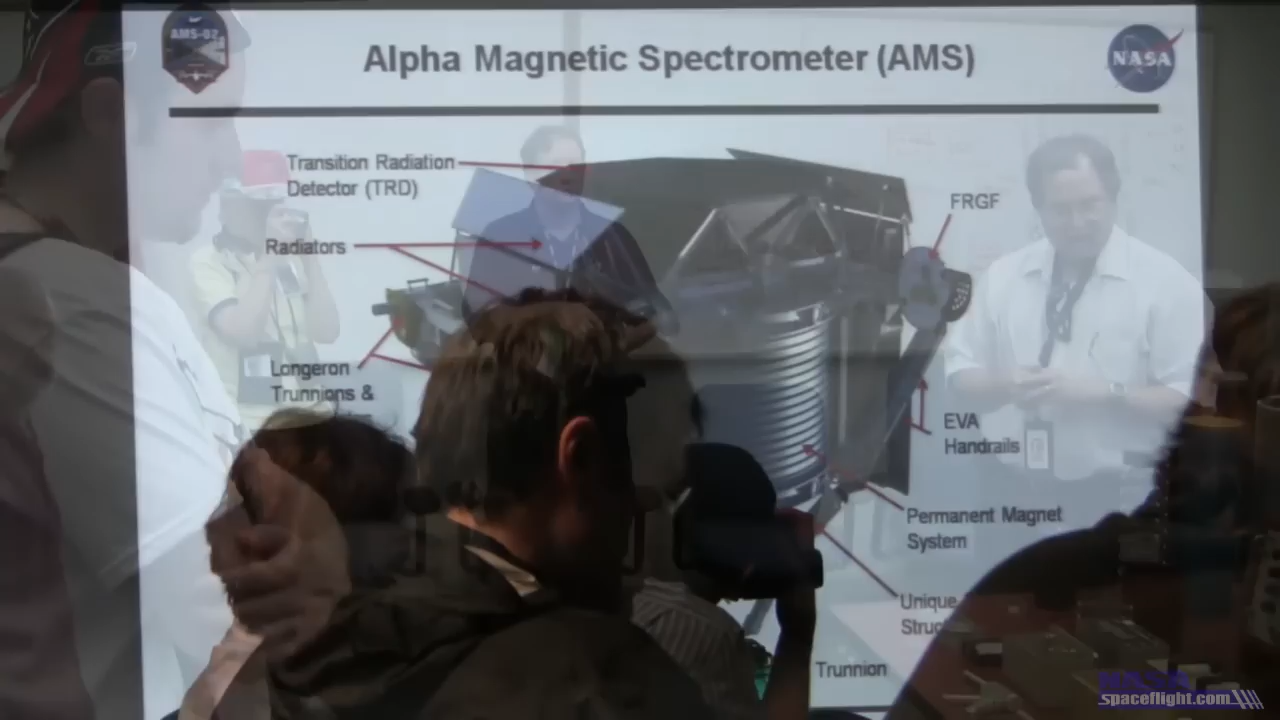 AMS-02
Alpha Magnetic Spectrometer (AMS)
NASA
Transition Radiation
Detector (TRD)
FRGF
Radiators
Longeron
Trunnions &
EVA
Handrails
Permanent Magnet
System
Unique
Trunnion
NASA
spaceflight.com